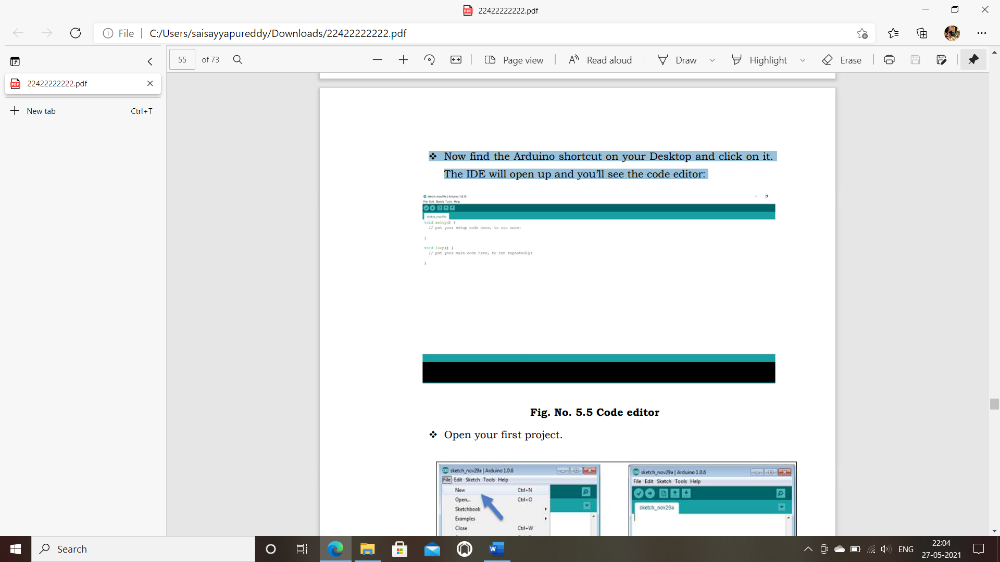 22422222222.pdf
File | C:/Users/saisayyapureddy/Downloads/22422222222.pdf
55 of 73 Page view Read aloud Draw Highlight Erase
22422222222.pdf
New tab Ctrl+T
❖ Now find the Arduino shortcut on your Desktop and click on it.
The IDE will open up and you’ll see the code editor:
sketch_may19a | Arduino 1.8.13
File Edit Sketch Tools Help
sketch_may19a
void setup() {
// put your setup code here, to run once:
}
void loop() {
// put your main code here, to run repeatedly:
}
Fig. No. 5.5 Code editor
❖ Open your first project.
sketch_nov29a | Arduino 1.0.6
File Edit Sketch Tools Help
New Ctrl+N
Open... Ctrl+O
Sketchbook
Examples
Close Ctrl+W
sketch_nov29a | Arduino 1.0.6
File Edit Sketch Tools Help
sketch_nov29a
Search
ENG
22:04
27-05-2021